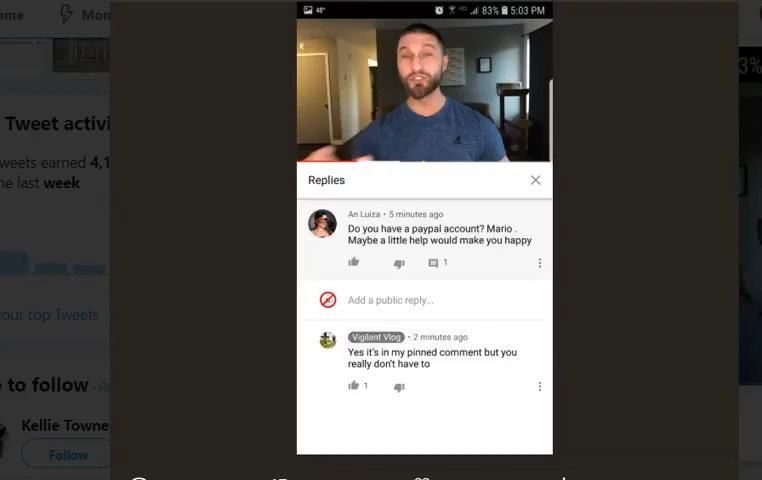 ome
Mon
48°
83% 5:03 PM
3%
Tweet activi
weets earned 4,1
he last week
your top Tweets
o to follow · Re
Kellie Towne
Follow
Replies
An Luiza • 5 minutes ago
Do you have a paypal account? Mario .
Maybe a little help would make you happy
1
Add a public reply...
Vigilant Vlog • 2 minutes ago
Yes it's in my pinned comment but you
really don't have to
1